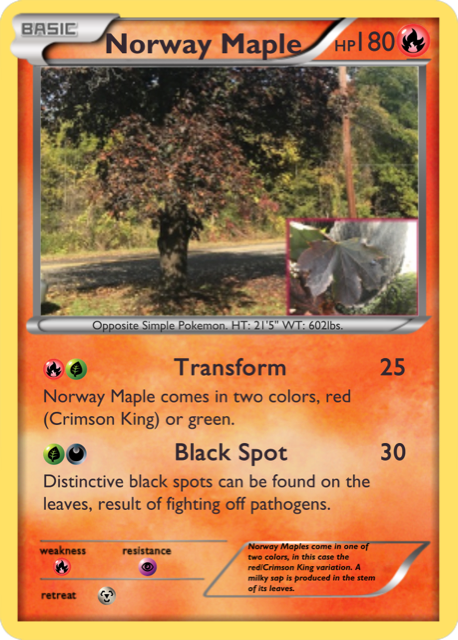 BASIC
Norway Maple HP180
Opposite Simple Pokemon. HT: 21'5" WT: 602lbs.
Transform 25
Norway Maple comes in two colors, red
(Crimson King) or green.
Black Spot 30
Distinctive black spots can be found on the
leaves, result of fighting off pathogens.
weakness resistance
retreat
Norway Maples come in one of
two colors, in this case the
red/Crimson King variation. A
milky sap is produced in the stem
of its leaves.